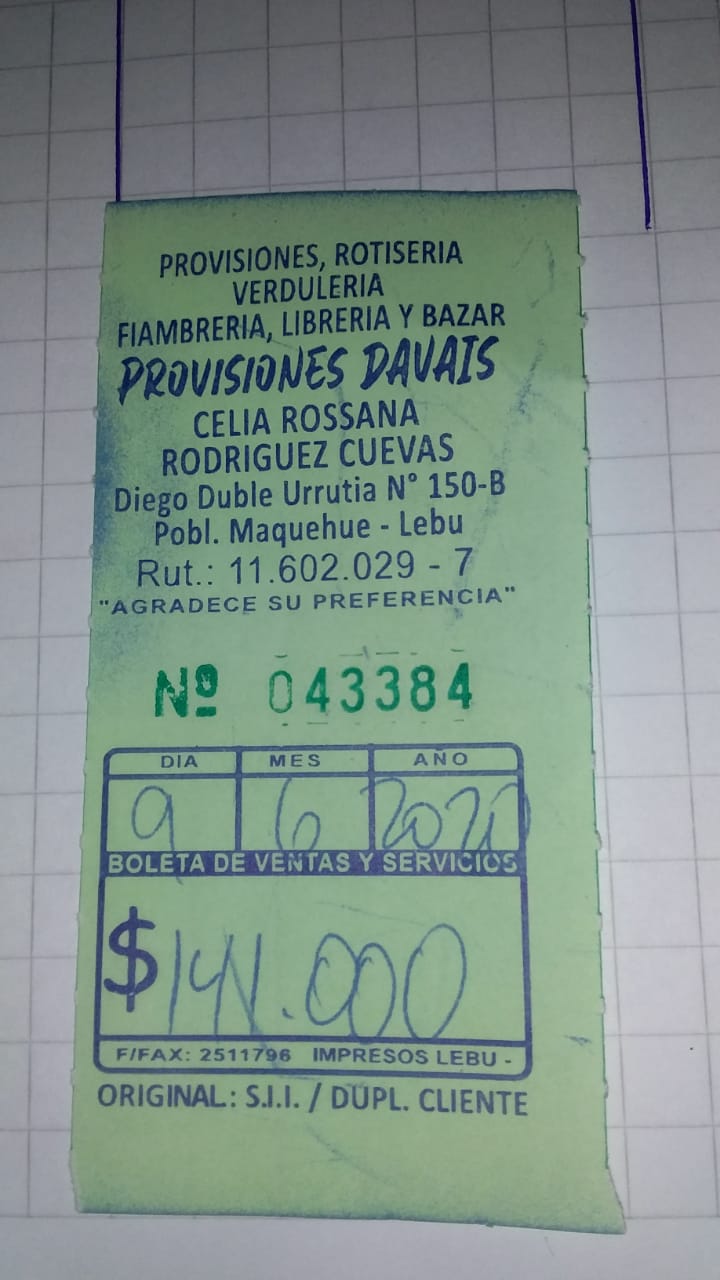 PROVISIONES, ROTISERIA
VERDULERIA
FIAMBRERIA, LIBRERIA Y BAZAR
PROVISIONES DAVAIS
CELIA ROSSANA
RODRIGUEZ CUEVAS
Diego Duble Urrutia N° 150-B
Pobl. Maquehue - Lebu
Rut.: 11.602.029 - 7
"AGRADECE SU PREFERENCIA"
Nº 043384
DIA MES AÑO
9 6
BOLETA DE VENTAS Y SERVICIOS
$141.000
F/FAX: 2511796 IMPRESOS LEBU -
ORIGINAL: S.I.I. / DUPL. CLIENTE